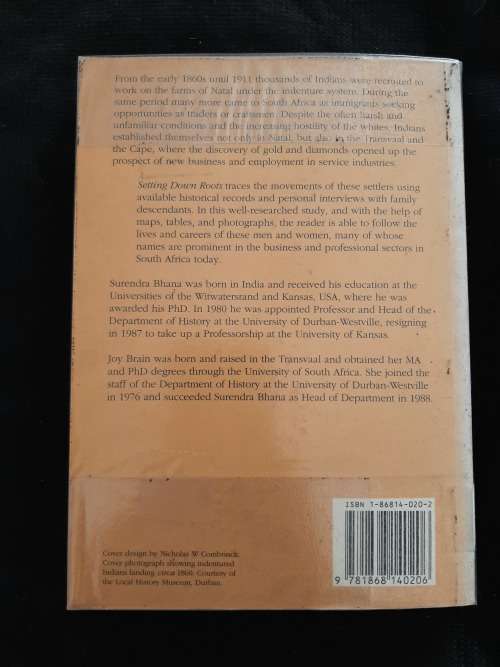 From the early 1860s until 1911 thousands of Indians were recruited to
work on the farms of Natal under the indenture system. During the
same period many more came to South Africa as immigrants seeking
opportunities as traders or craftsmen. Despite the often harsh and
unfamiliar conditions and the increasing hostility of the whites, Indians
established themselves not only in Natal, but also in the Transvaal and
the Cape, where the discovery of gold and diamonds opened up the
prospect of new business and employment in service industries.
Setting Down Roots traces the movements of these settlers using
available historical records and personal interviews with family
descendants. In this well-researched study, and with the help of
maps, tables, and photographs, the reader is able to follow the
lives and careers of these men and women, many of whose
names are prominent in the business and professional sectors in
South Africa today.
Surendra Bhana was born in India and received his education at the
Universities of the Witwatersrand and Kansas, USA, where he was
awarded his PhD. In 1980 he was appointed Professor and Head of the
Department of History at the University of Durban-Westville, resigning
in 1987 to take up a Professorship at the University of Kansas.
Joy Brain was born and raised in the Transvaal and obtained her MA
and PhD degrees through the University of South Africa. She joined the
staff of the Department of History at the University of Durban-Westville
in 1976 and succeeded Surendra Bhana as Head of Department in 1988.
ISBN 1-86814-020-2
9 781868 140206
Cover design by Nicholas W Combrinck.
Cover photograph showing indentured
Indians landing circa 1860. Courtesy of
the Local History Museum, Durban.